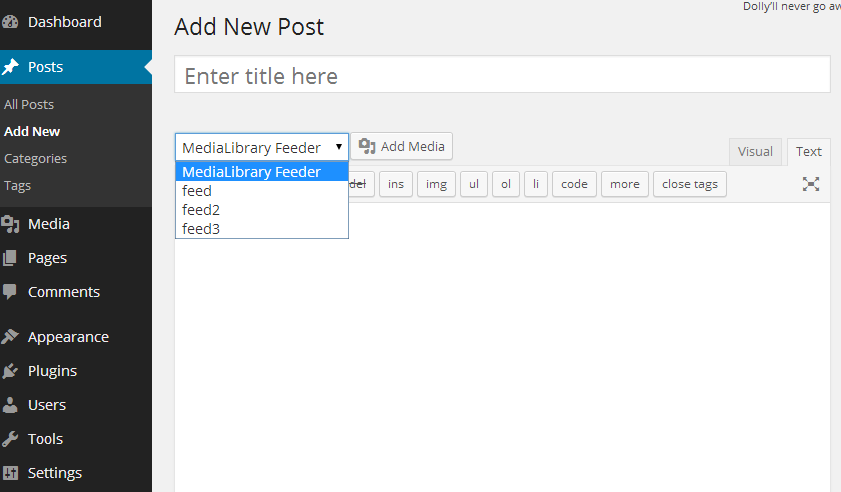 Dolly'll never go aw
Dashboard
Posts
All Posts
Add New
Categories
Tags
Media
Pages
Comments
Appearance
Plugins
Users
Tools
Settings
Add New Post
Enter title here
MediaLibrary Feeder
Add Media
Visual
Text
MediaLibrary Feeder
feed
feed2
feed3
del ins img ul ol li code more close tags